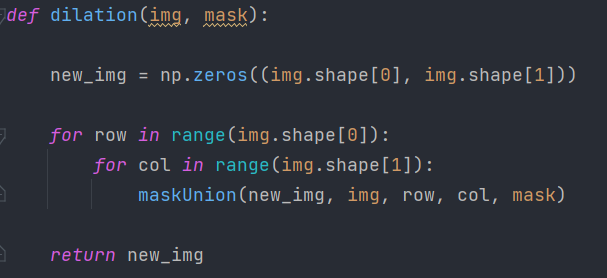 def dilation(img, mask):
    new_img = np.zeros((img.shape[0], img.shape[1]))
    for row in range(img.shape[0]):
        for col in range(img.shape[1]):
            maskUnion(new_img, img, row, col, mask)
    return new_img